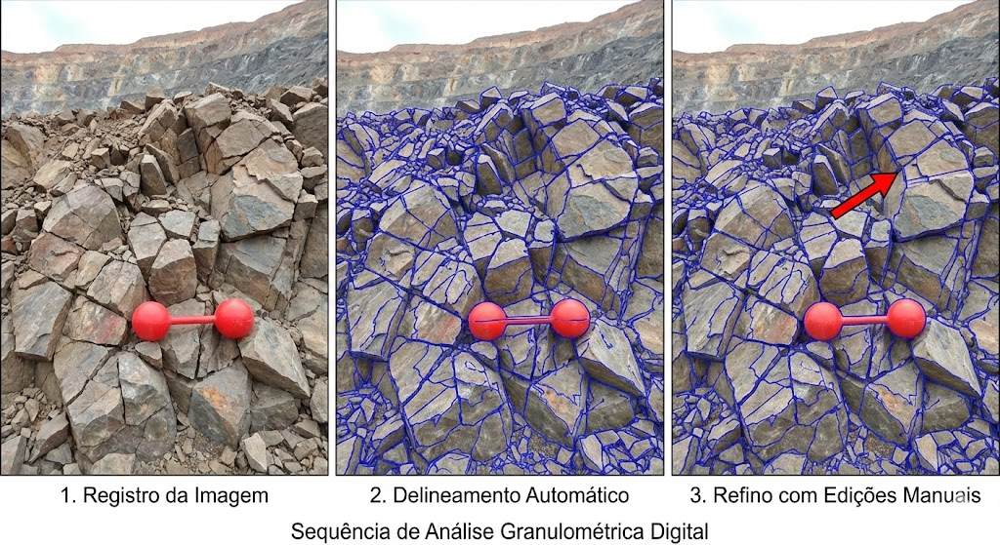 1. Registro da Imagem
2. Delineamento Automático
3. Refino com Edições Manuais
Sequência de Análise Granulométrica Digital